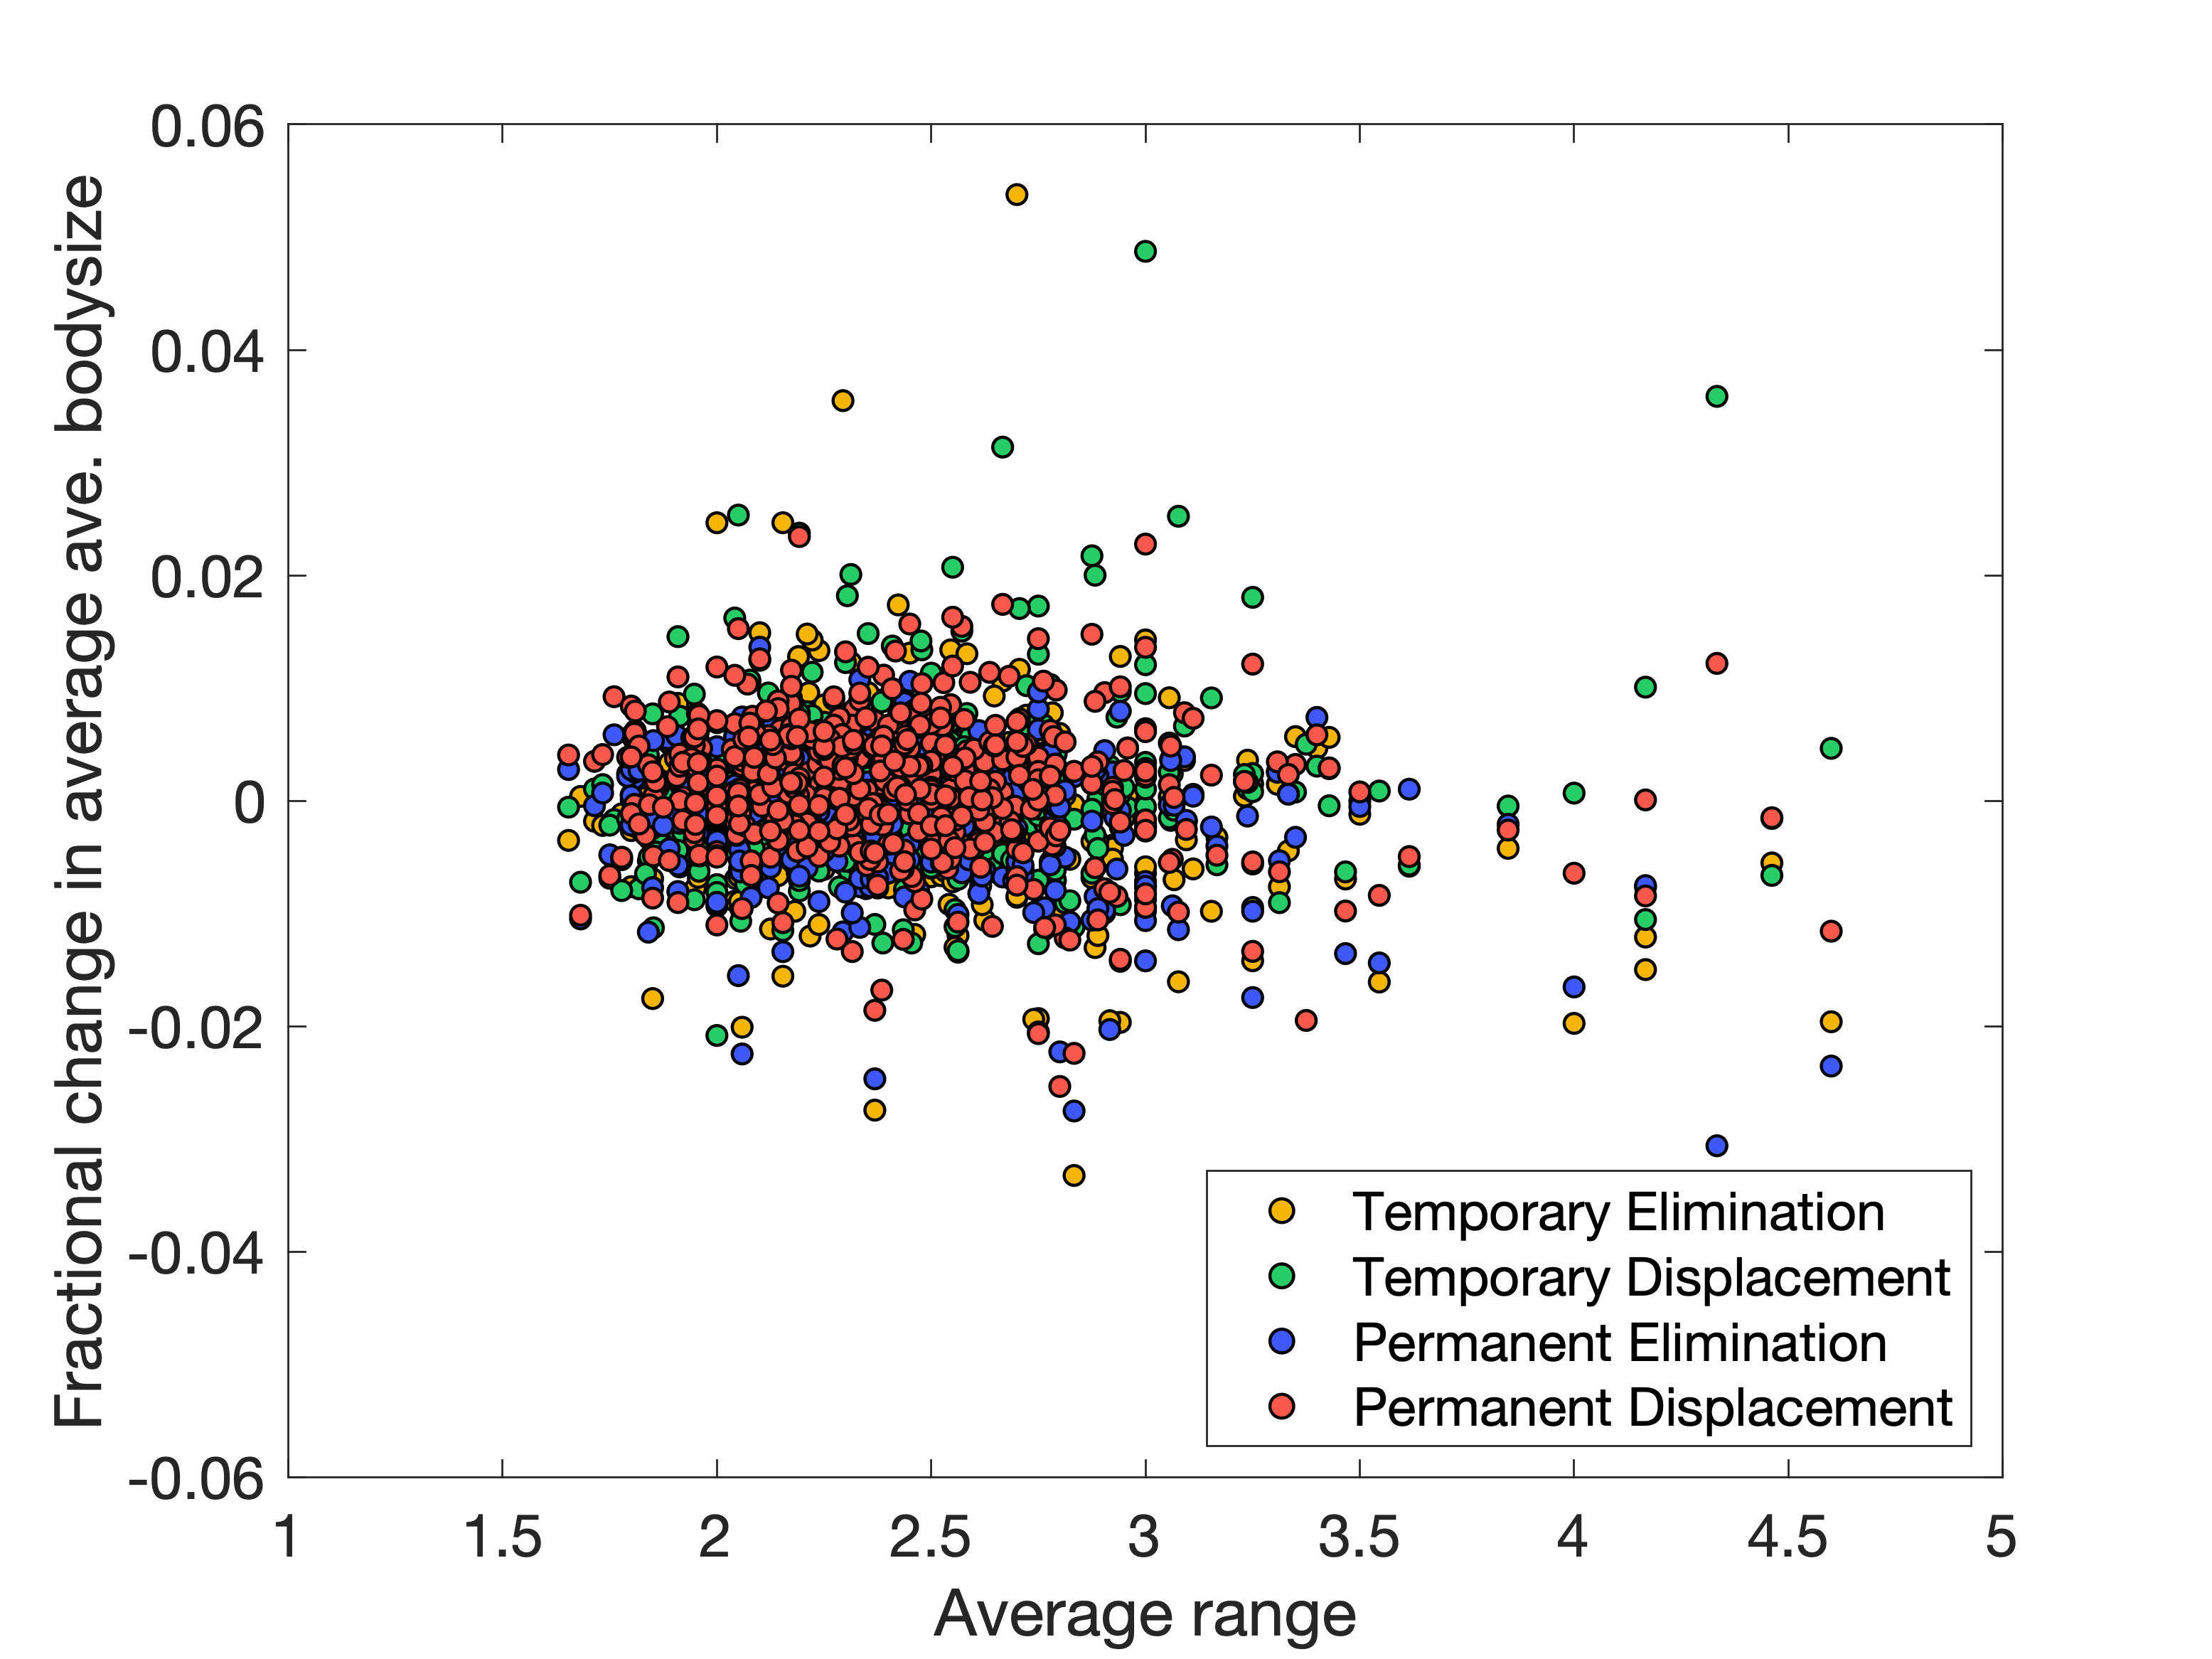 Fractional change in average ave. bodysize
0.06
0.04
0.02
0
-0.02
-0.04
-0.06
Temporary Elimination
Temporary Displacement
Permanent Elimination
Permanent Displacement
1 1.5 2 2.5 3 3.5 4 4.5 5
Average range